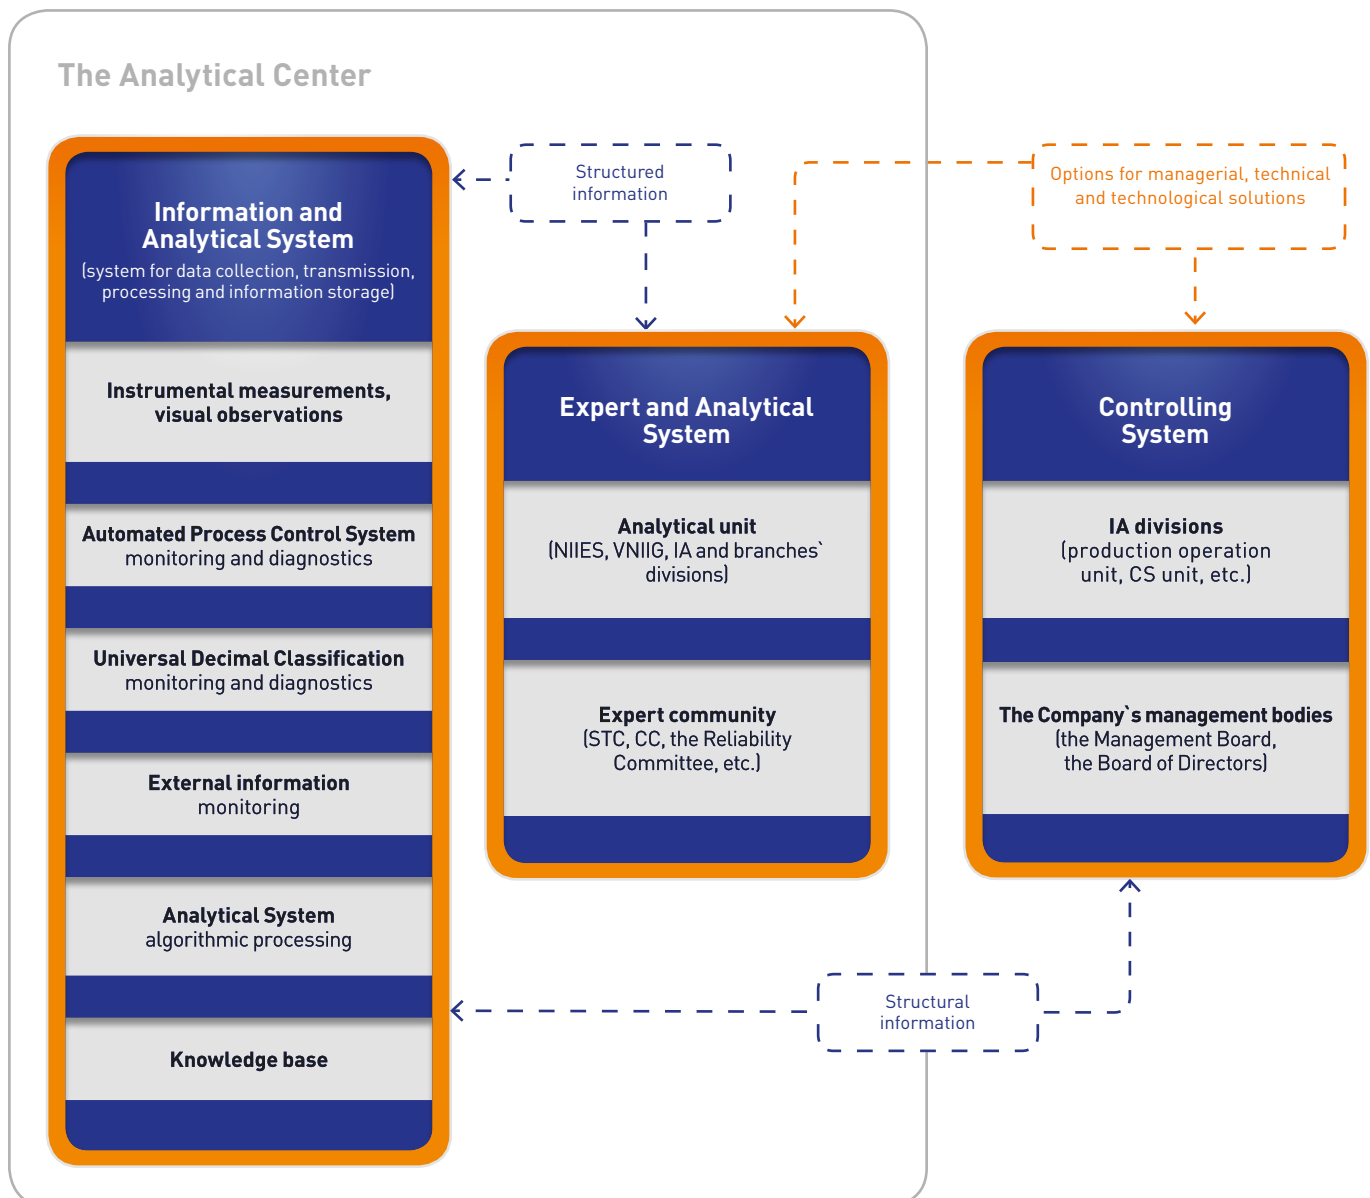 The Analytical Center
Information and
Analytical System
(system for data collection, transmission,
processing and information storage)
Instrumental measurements,
visual observations
Automated Process Control System
monitoring and diagnostics
Universal Decimal Classification
monitoring and diagnostics
External information
monitoring
Analytical System
algorithmic processing
Knowledge base
Structured
information
Options for managerial, technical
and technological solutions
Expert and Analytical
System
Analytical unit
(NIIES, VNIIG, IA and branches`
divisions)
Expert community
(STC, CC, the Reliability
Committee, etc.)
Controlling
System
IA divisions
(production operation
unit, CS unit, etc.)
The Company`s management bodies
(the Management Board,
the Board of Directors)
Structural
information